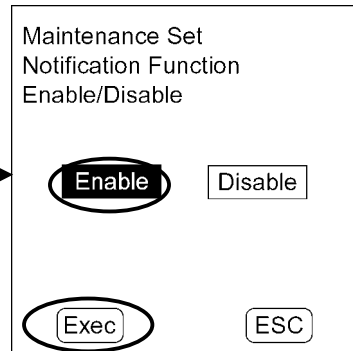 Maintenance Set
Notification Function
Enable/Disable
Enable Disable
Exec ESC